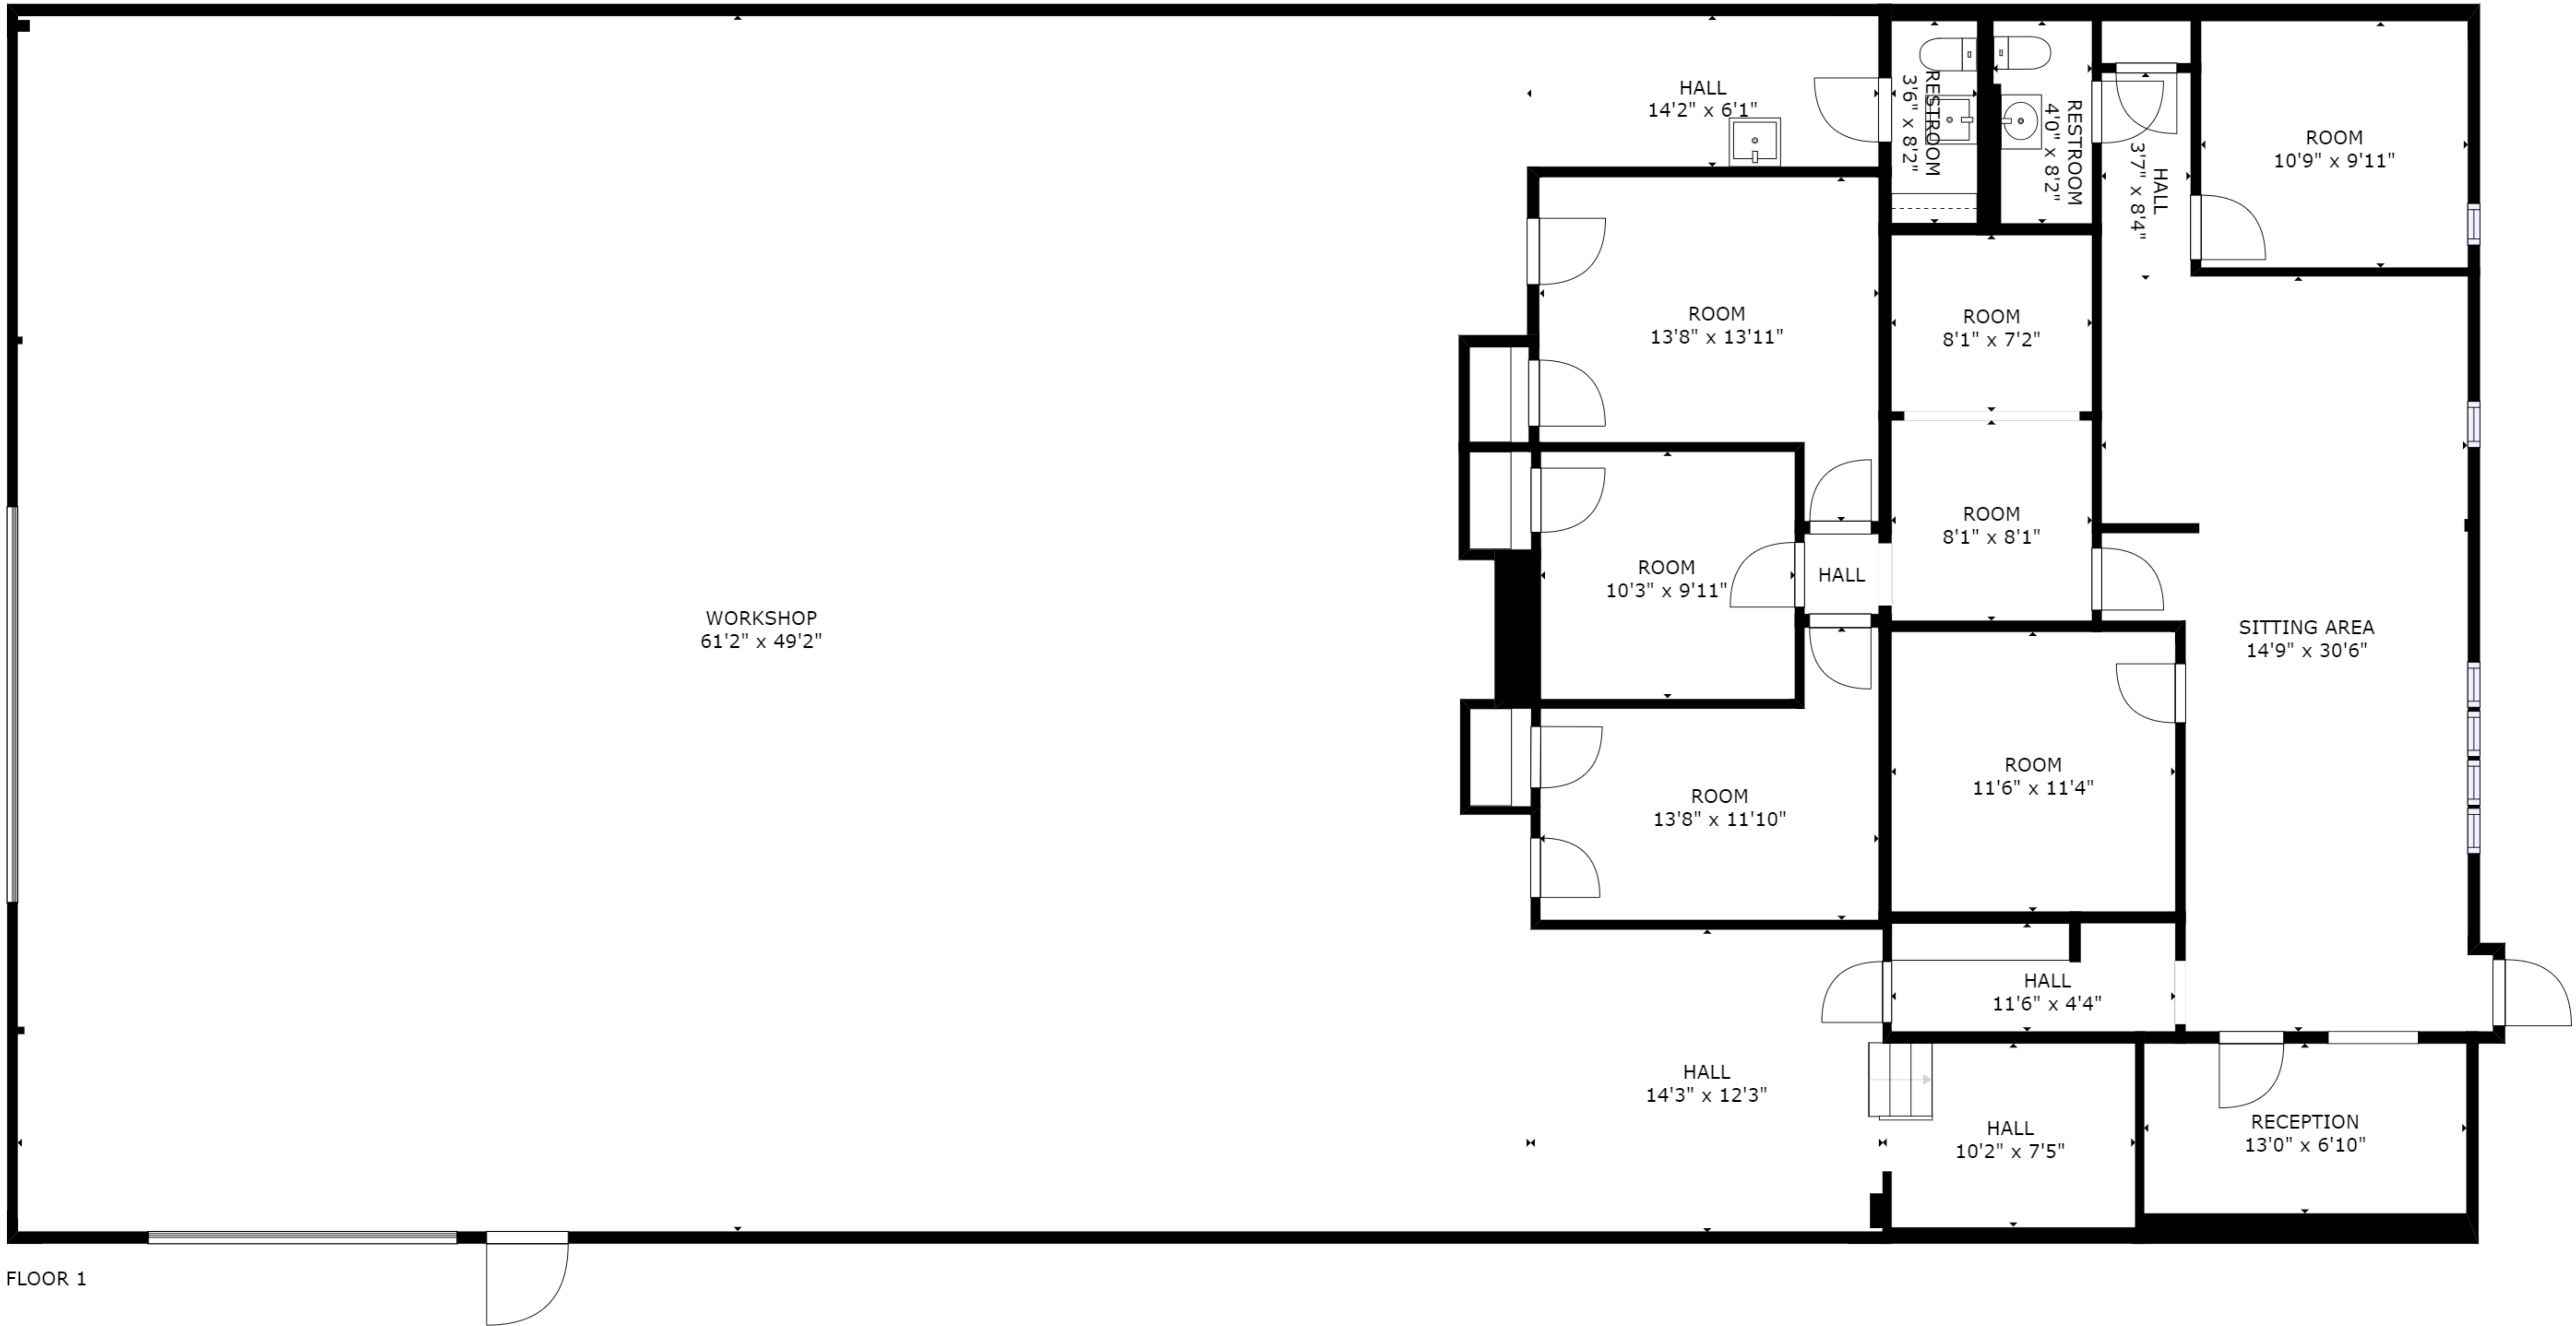 HALL
14'2" x 6'1"
RESTROOM
3'6" x 8'2"
RESTROOM
4'0" x 8'2"
HALL
3'7" x 8'4"
ROOM
10'9" x 9'11"
ROOM
13'8" x 13'11"
ROOM
8'1" x 7'2"
ROOM
8'1" x 8'1"
ROOM
10'3" x 9'11"
HALL
WORKSHOP
61'2" x 49'2"
SITTING AREA
14'9" x 30'6"
ROOM
11'6" x 11'4"
ROOM
13'8" x 11'10"
HALL
11'6" x 4'4"
HALL
14'3" x 12'3"
HALL
10'2" x 7'5"
RECEPTION
13'0" x 6'10"
FLOOR 1